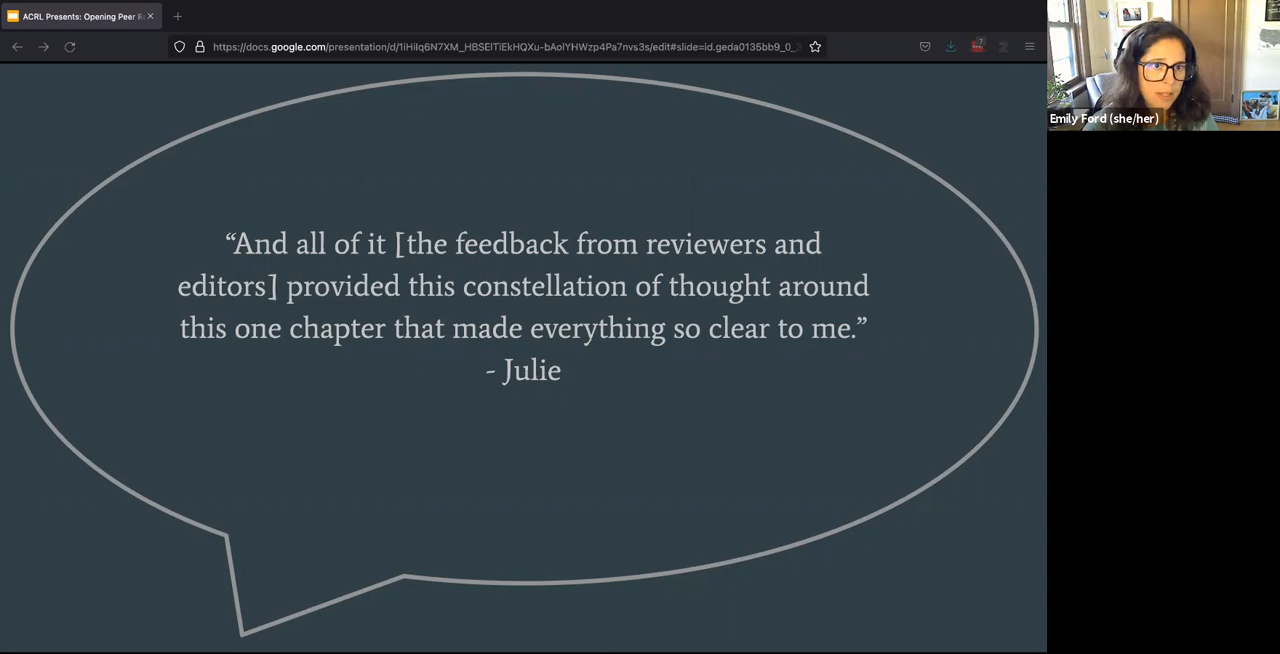 ACRL Presents: Opening Peer R
https://docs.google.com/presentation/d/1iHiIq6N7XM_HBSElTiEkHQXu-bAolYHWzp4Pa7nvs3s/edit#slide=id.geda0135bb9_0_
7
Emily Ford (she/her)
“And all of it [the feedback from reviewers and
editors] provided this constellation of thought around
this one chapter that made everything so clear to me.”
- Julie